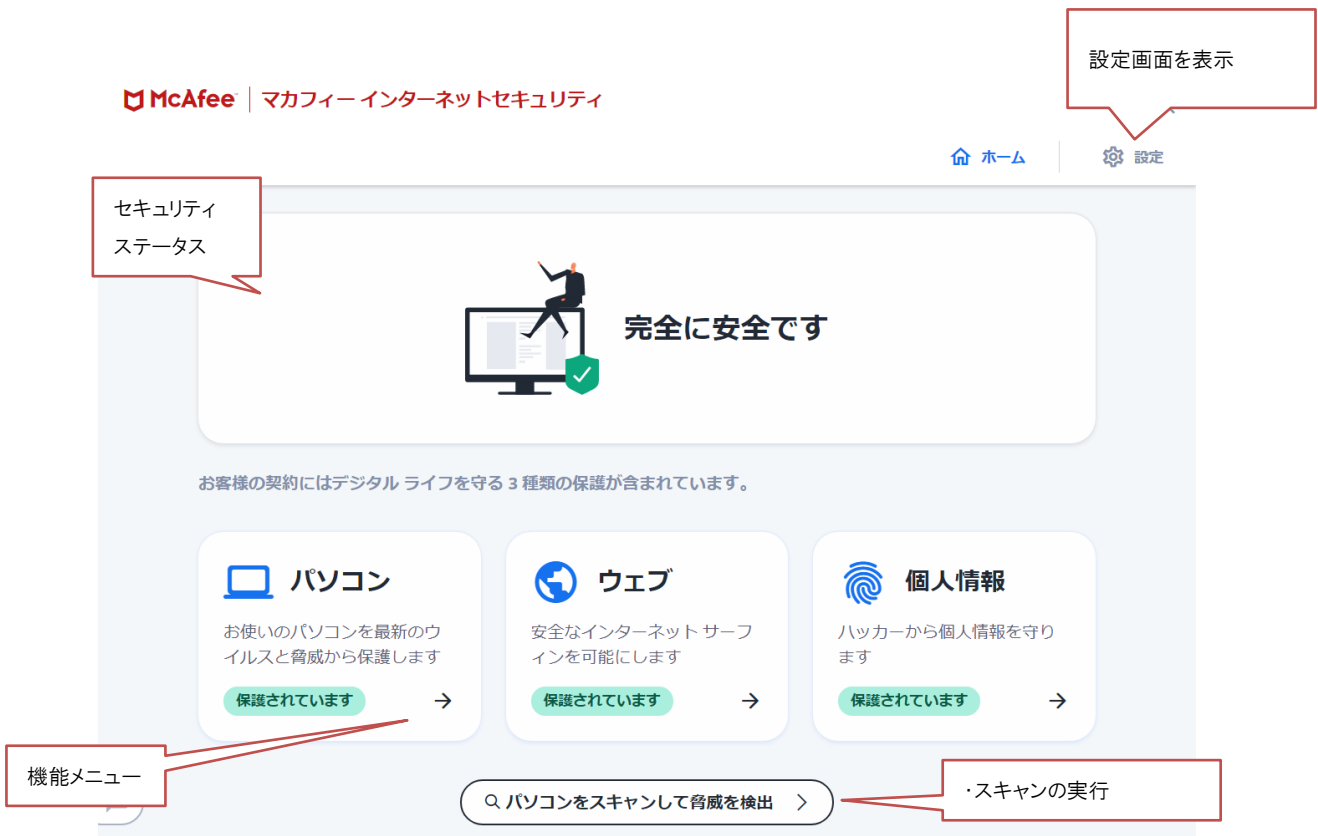 設定画面を表示
McAfee マカフィー インターネットセキュリティ
ホーム 設定
セキュリティ
ステータス
完全に安全です
お客様の契約にはデジタル ライフを守る 3 種類の保護が含まれています。
パソコン
お使いのパソコンを最新のウ
イルスと脅威から保護します
保護されています
ウェブ
安全なインターネット サーフ
ィンを可能にします
保護されています
個人情報
ハッカーから個人情報を守り
ます
保護されています
機能メニュー
パソコンをスキャンして脅威を検出
・スキャンの実行